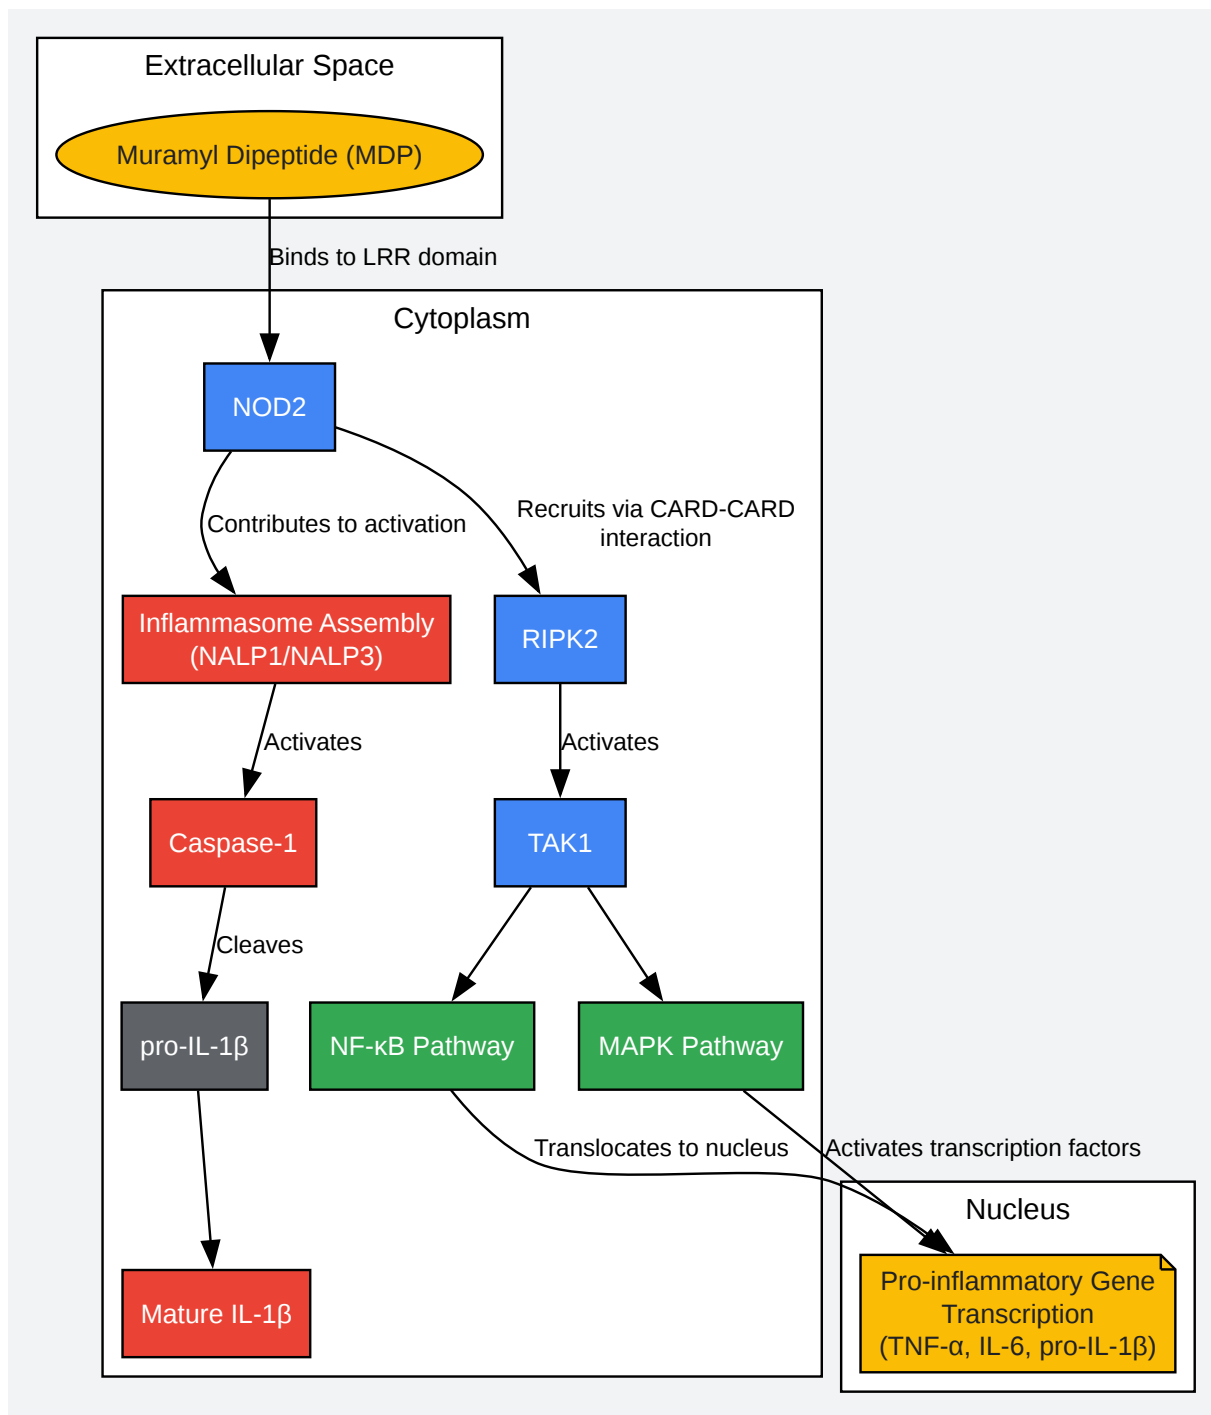 Extracellular Space
Muramyl Dipeptide (MDP)
Binds to LRR domain
Cytoplasm
NOD2
Contributes to activation
Recruits via CARD-CARD
interaction
Inflammasome Assembly
(NALP1/NALP3)
RIPK2
Activates
Activates
Caspase-1
TAK1
Cleaves
pro-IL-1β
NF-κB Pathway
MAPK Pathway
Translocates to nucleus
Activates transcription factors
Nucleus
Mature IL-1β
Pro-inflammatory Gene
Transcription
(TNF-α, IL-6, pro-IL-1β)